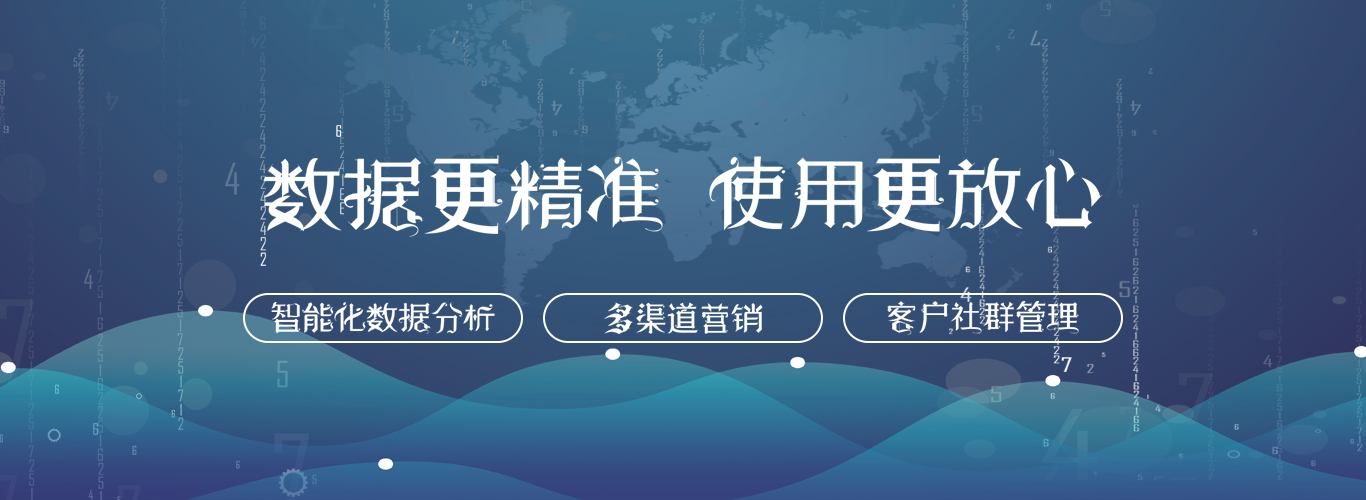 数据更精准 使用更放心
智能化数据分析
多渠道营销
客户社群管理